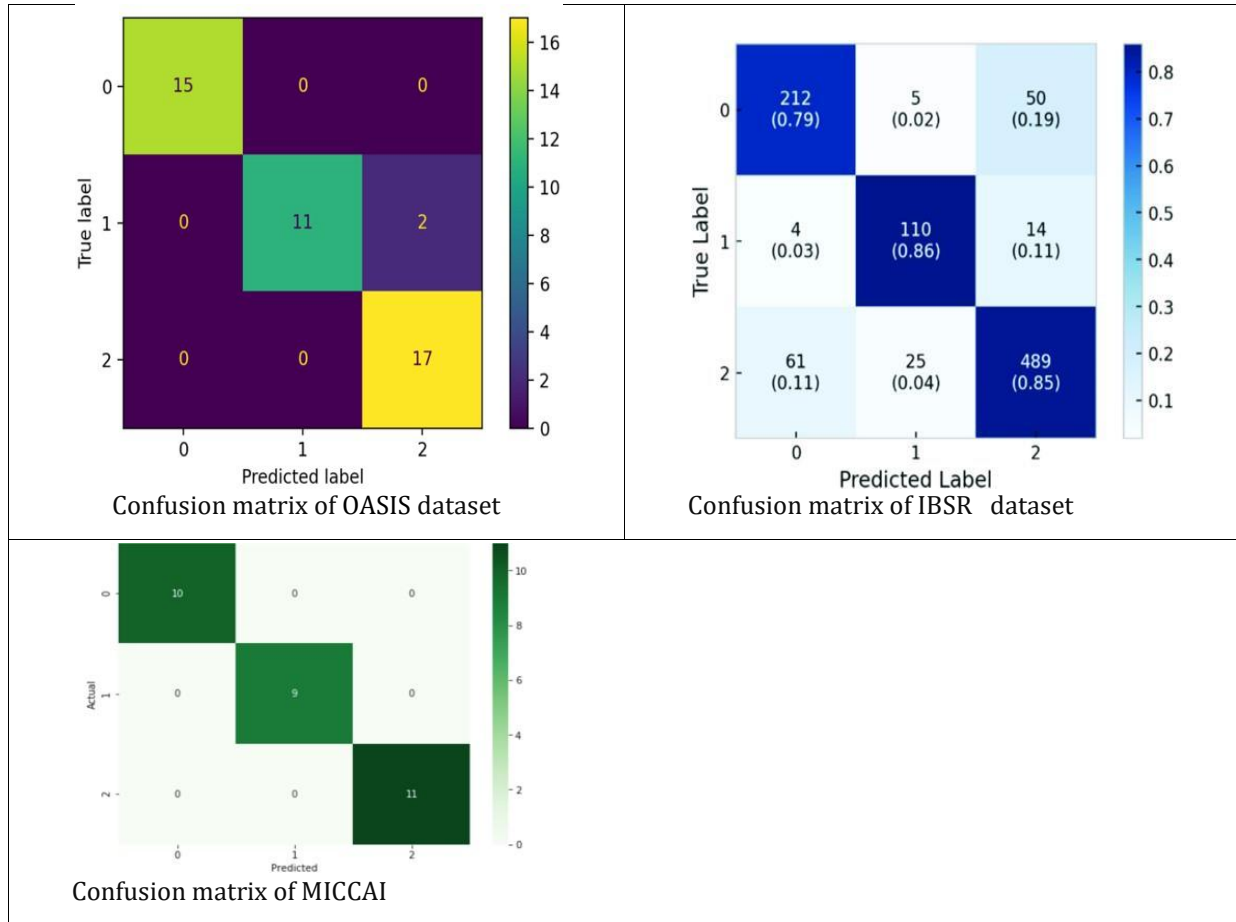 16
14
12
10
8
6
4
2
0
0
15 0 0
1
0 11 2
2
0 0 17
True label
0 1 2
Predicted label
Confusion matrix of OASIS dataset
0.8
0.7
0.6
0.5
0.4
0.3
0.2
0.1
0
212 5 50
(0.79) (0.02) (0.19)
1
4 110 14
(0.03) (0.86) (0.11)
2
61 25 489
(0.11) (0.04) (0.85)
True Label
0 1 2
Predicted Label
Confusion matrix of IBSR dataset
10
8
6
4
2
0
0
10 0 0
1
0 9 0
2
0 0 11
Actual
0 1 2
Predicted
Confusion matrix of MICCAI